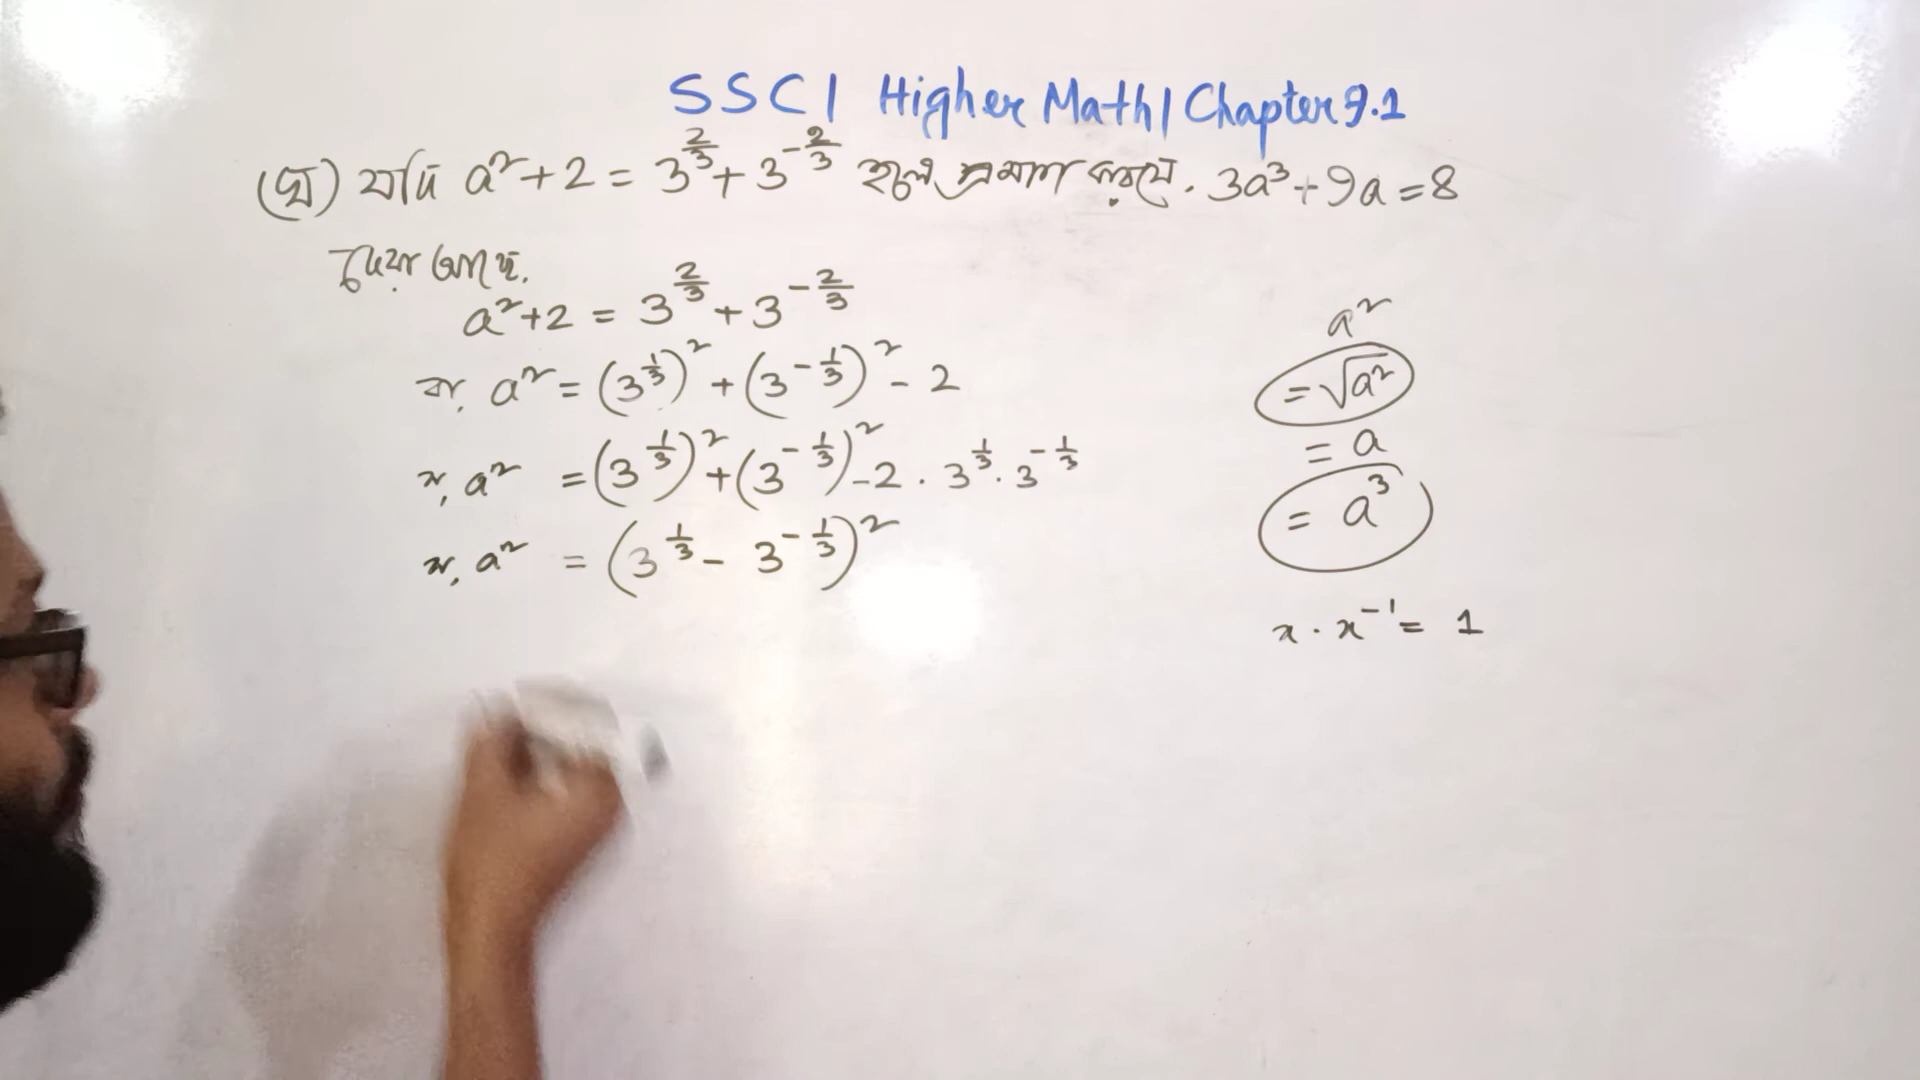 SSC| Higher Math| Chapter 9.1
(ঘ) যদি a²+2 = 3^{2/3} + 3^{-2/3} হলে, প্রমাণ করযে. 3a³+9a=8
দেয়া আছে,
a²+2 = 3^{2/3} + 3^{-2/3}
বা, a² = (3^{1/3})² + (3^{-1/3})² - 2
বা, a² = (3^{1/3})² + (3^{-1/3})² - 2 . 3^{1/3} . 3^{-1/3}
বা, a² = (3^{1/3} - 3^{-1/3})²
a²
= √a²
= a
= a³
x . x^{-1} = 1